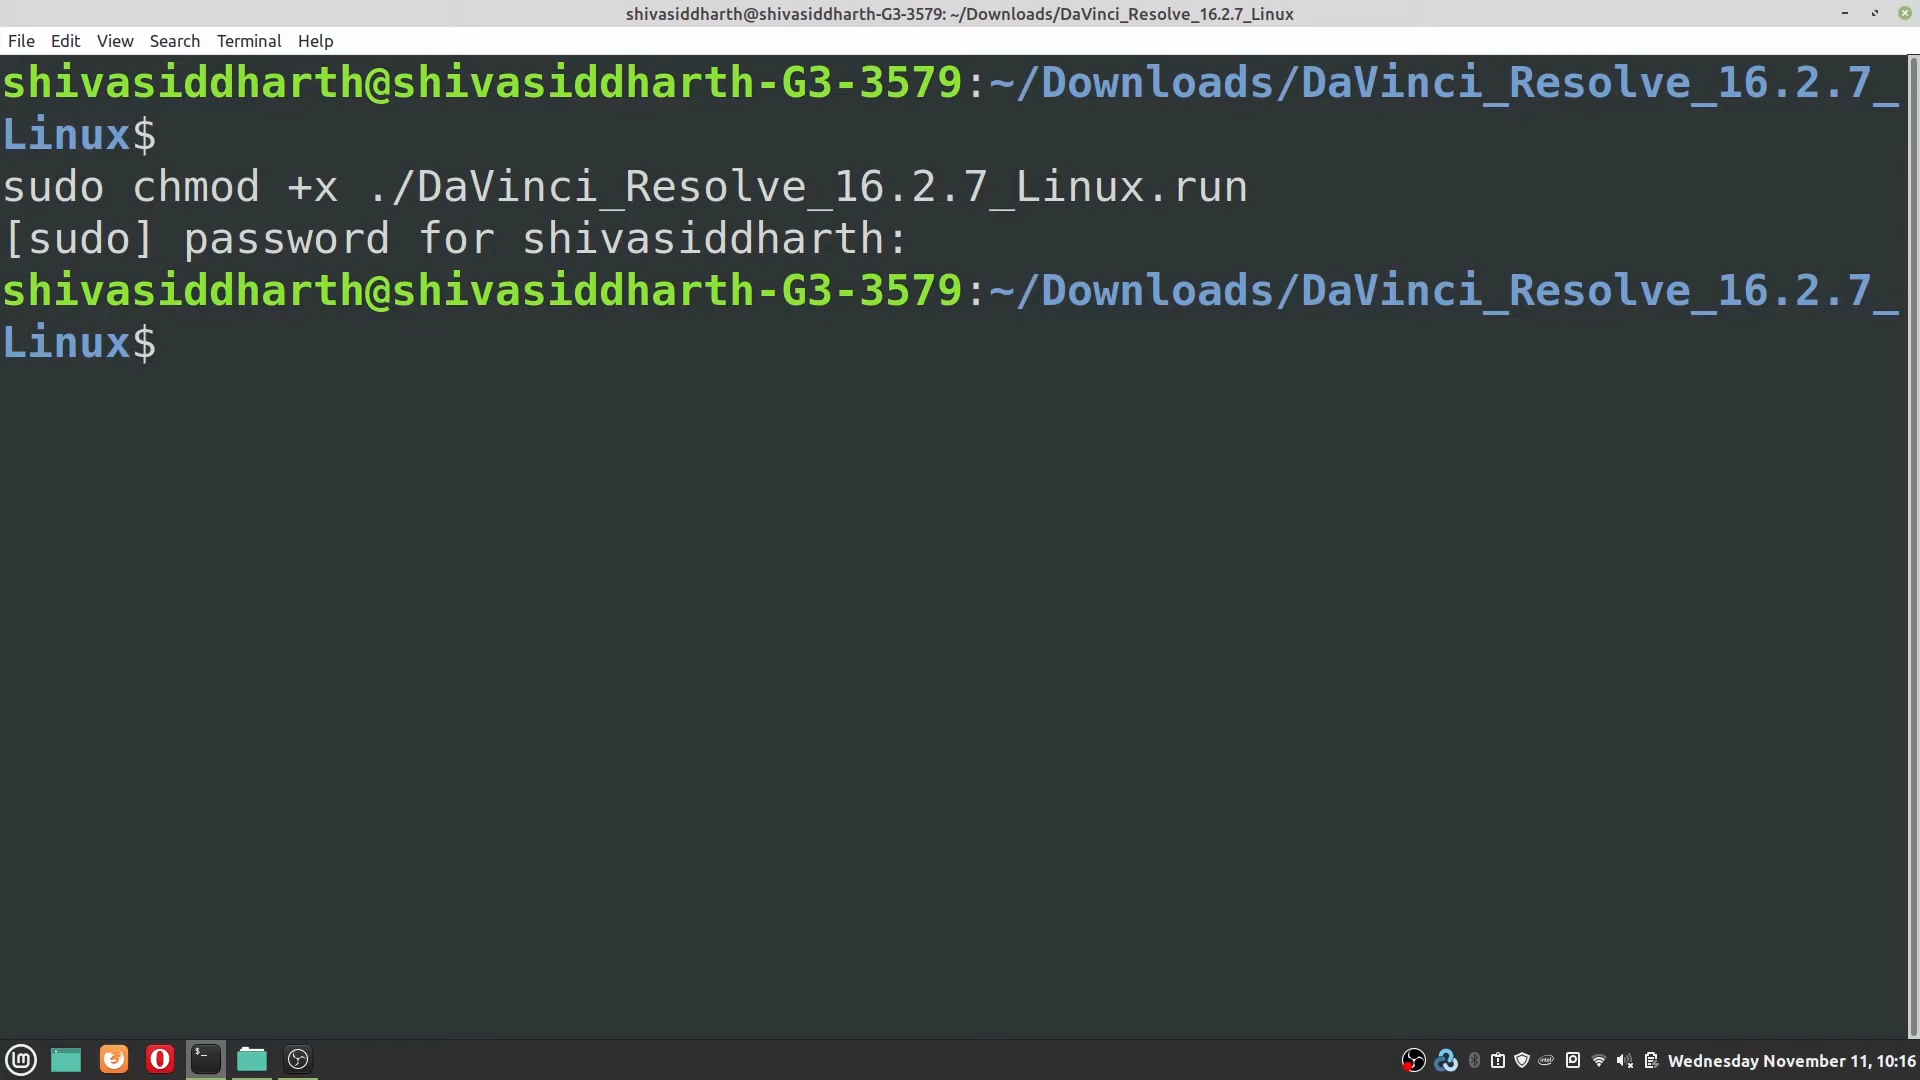 shivasiddharth@shivasiddharth-G3-3579: ~/Downloads/DaVinci_Resolve_16.2.7_Linux
File Edit View Search Terminal Help
shivasiddharth@shivasiddharth-G3-3579:~/Downloads/DaVinci_Resolve_16.2.7_
Linux$
sudo chmod +x ./DaVinci_Resolve_16.2.7_Linux.run
[sudo] password for shivasiddharth:
shivasiddharth@shivasiddharth-G3-3579:~/Downloads/DaVinci_Resolve_16.2.7_
Linux$
Wednesday November 11, 10:16